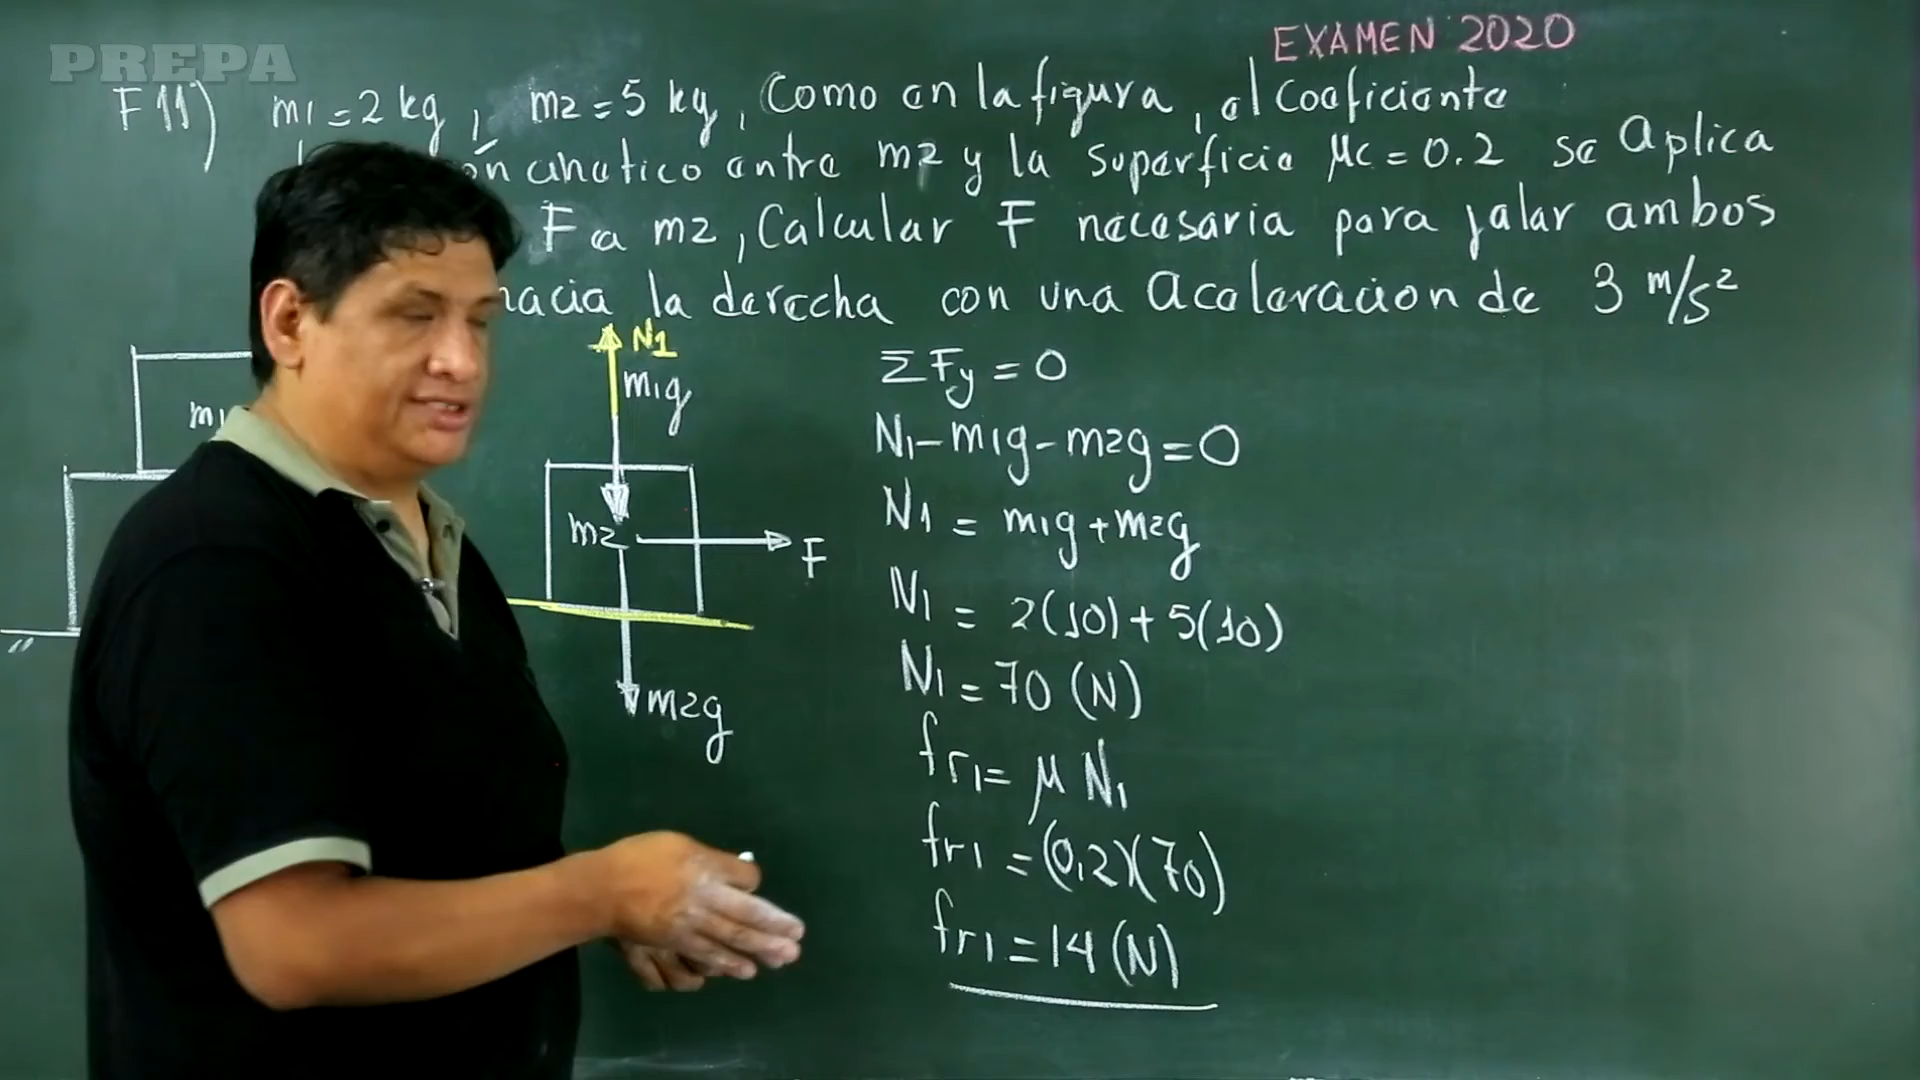 PREPA
EXAMEN 2020
F11) m1 = 2 kg, m2 = 5 kg, Como en la figura, el coeficiente
cinetico entre m2 y la superficie μc = 0.2 se aplica
F a m2, Calcular F necesaria para jalar ambos
hacia la derecha con una Aceleracion de 3 m/s²
N1
m1g
m1
m2
F
m2g
ΣFy = 0
N1 - m1g - m2g = 0
N1 = m1g + m2g
N1 = 2(10) + 5(10)
N1 = 70 (N)
fr1 = μ N1
fr1 = (0,2)(70)
fr1 = 14 (N)